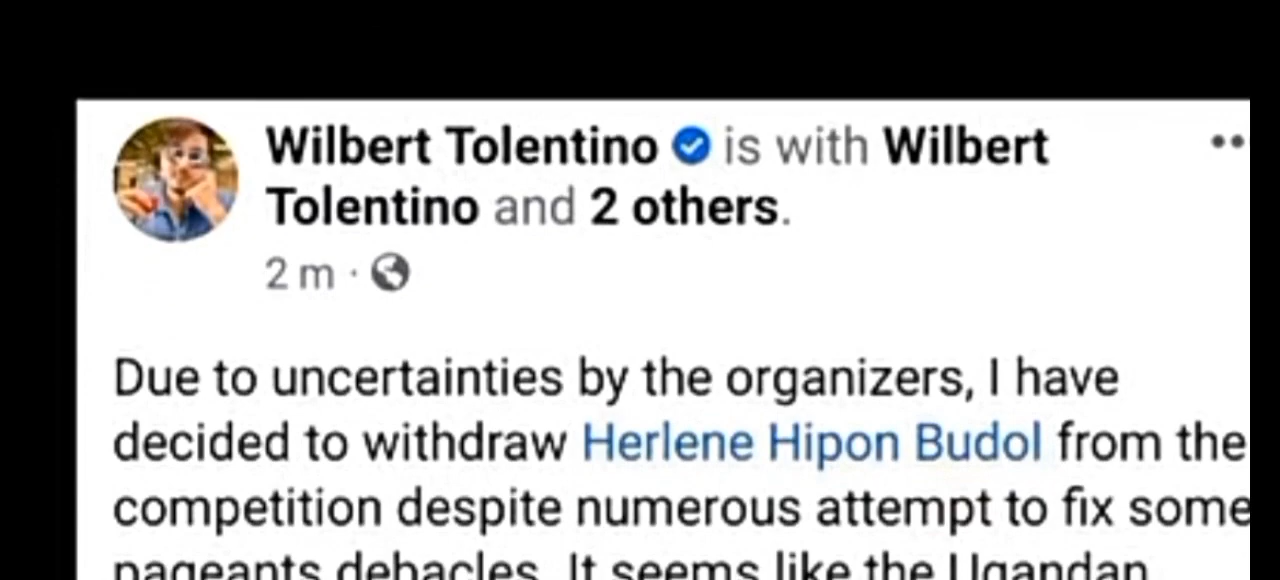 Wilbert Tolentino is with Wilbert
Tolentino and 2 others.
2 m ·
Due to uncertainties by the organizers, I have
decided to withdraw Herlene Hipon Budol from the
competition despite numerous attempt to fix some
pageants debacles. It seems like the Ugandan